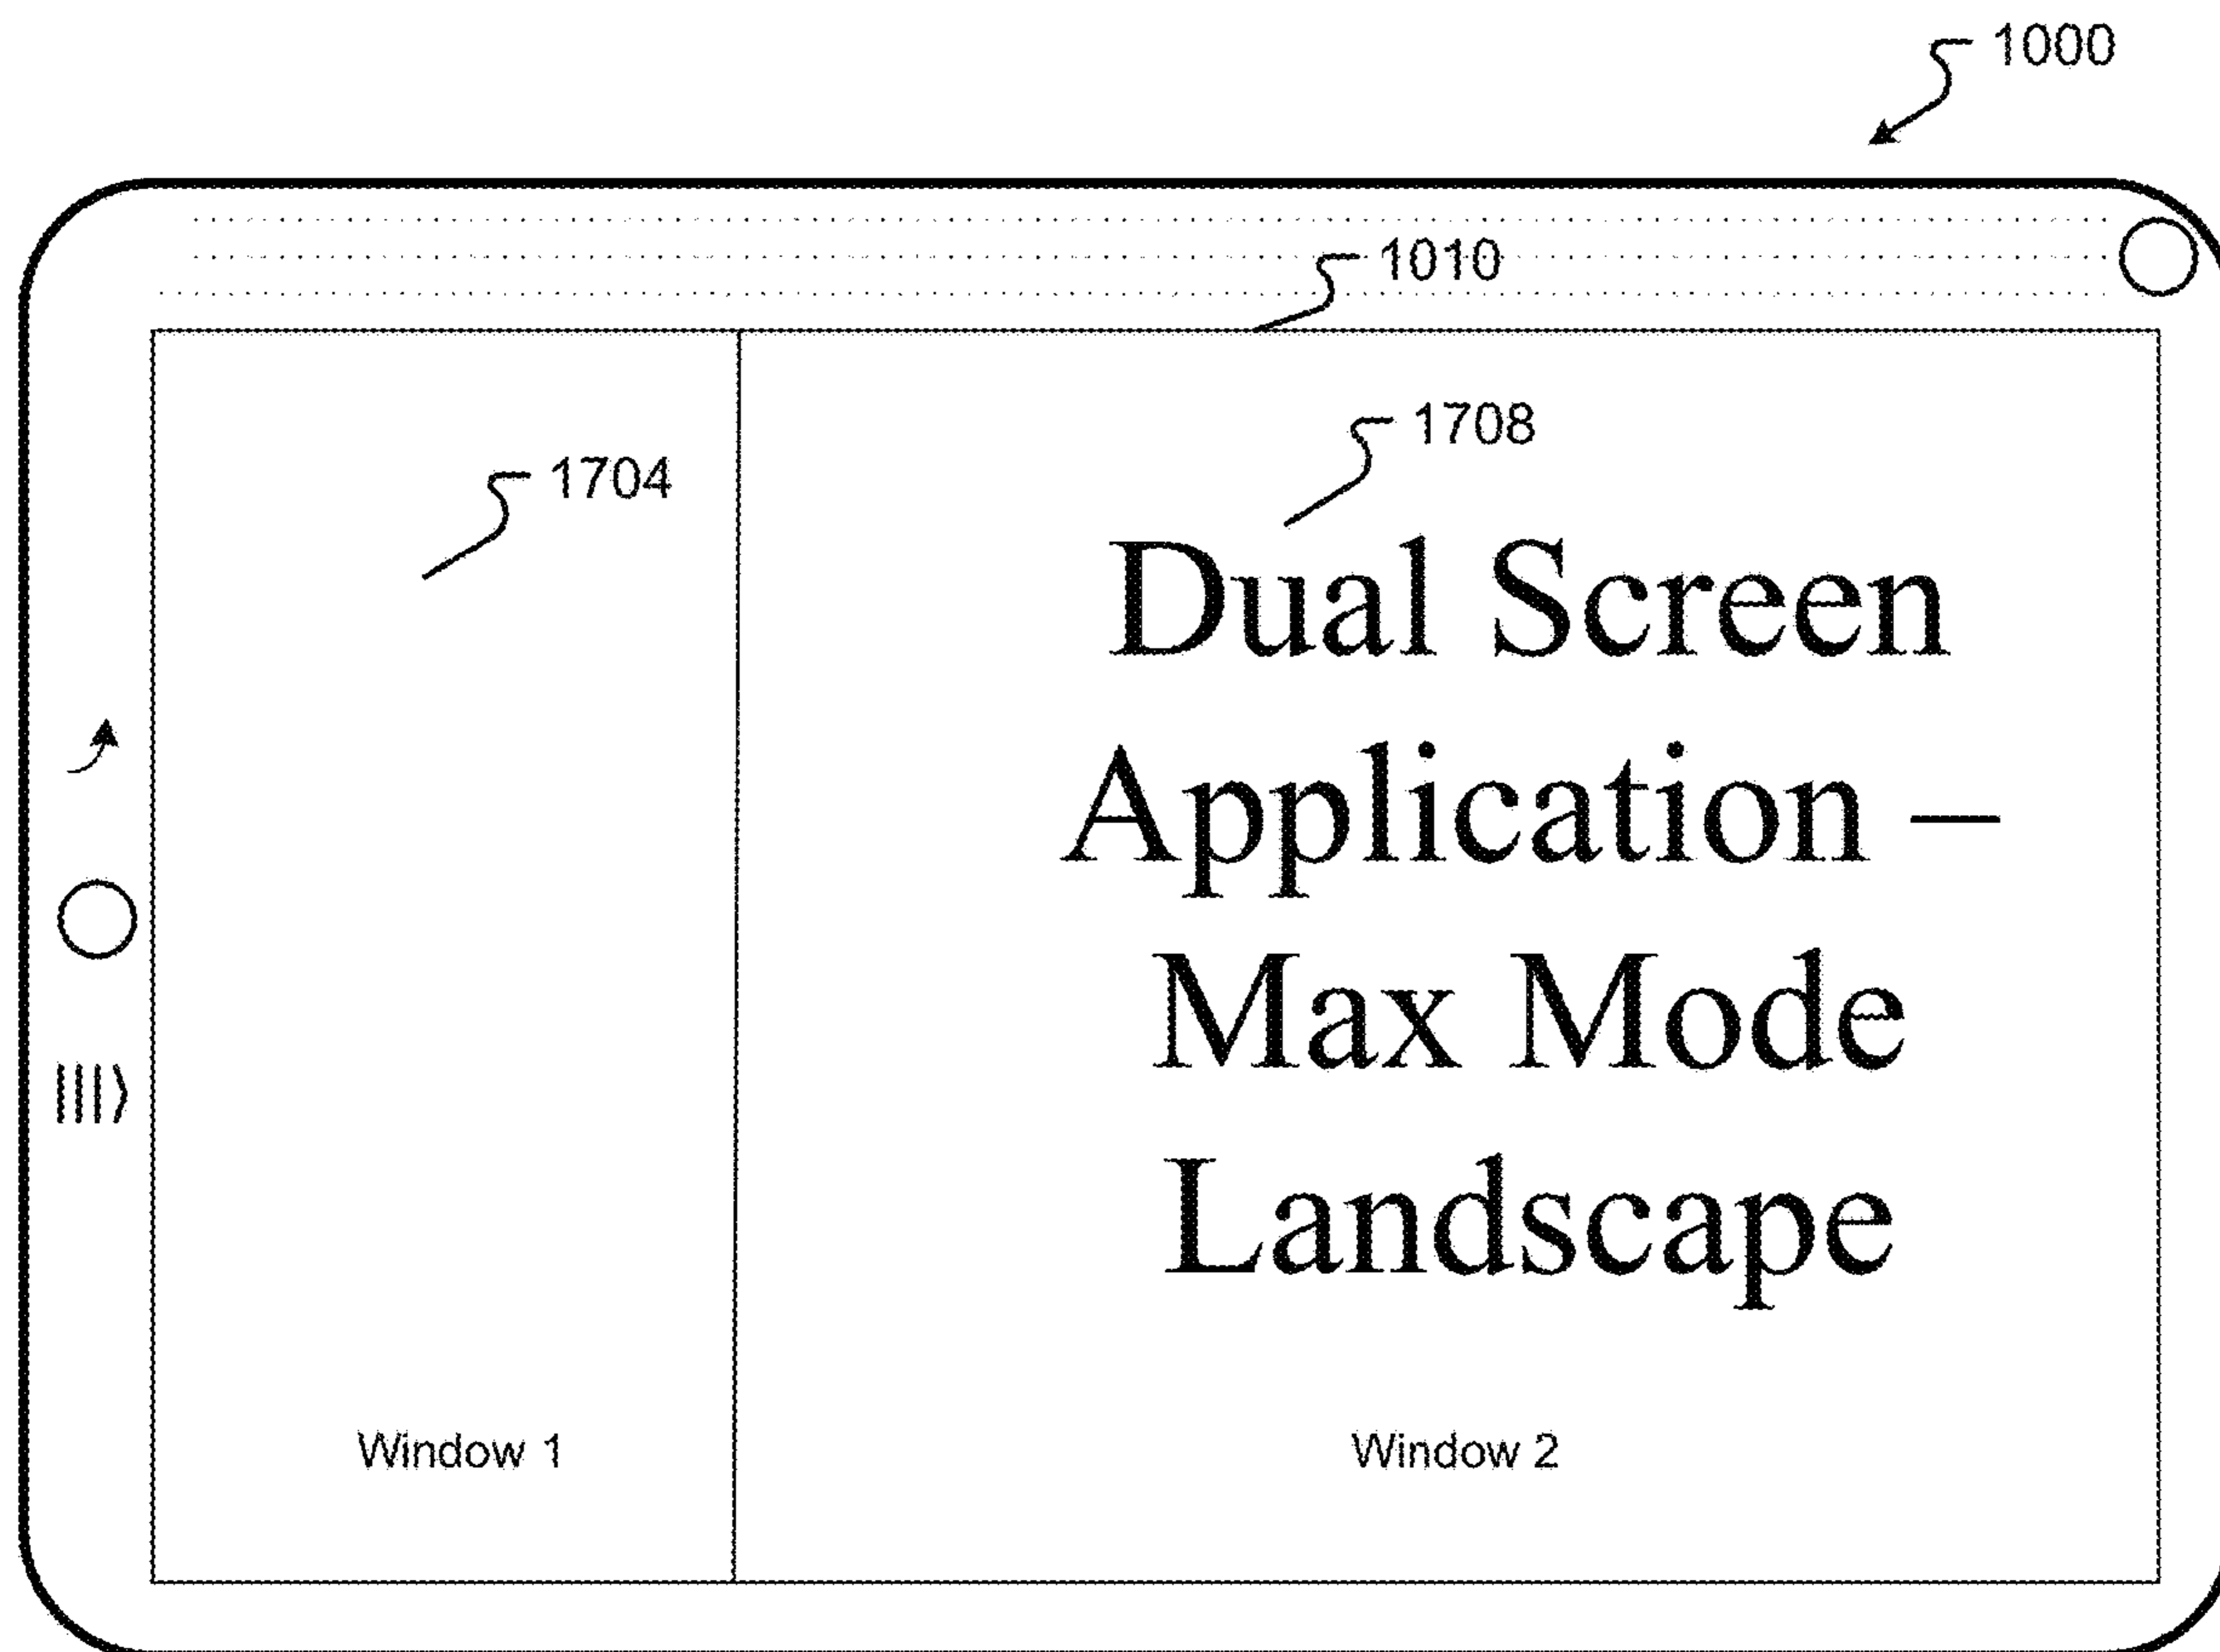 1000
1010
1704
1708
Dual Screen
Application –
Max Mode
Landscape
Window 1
Window 2